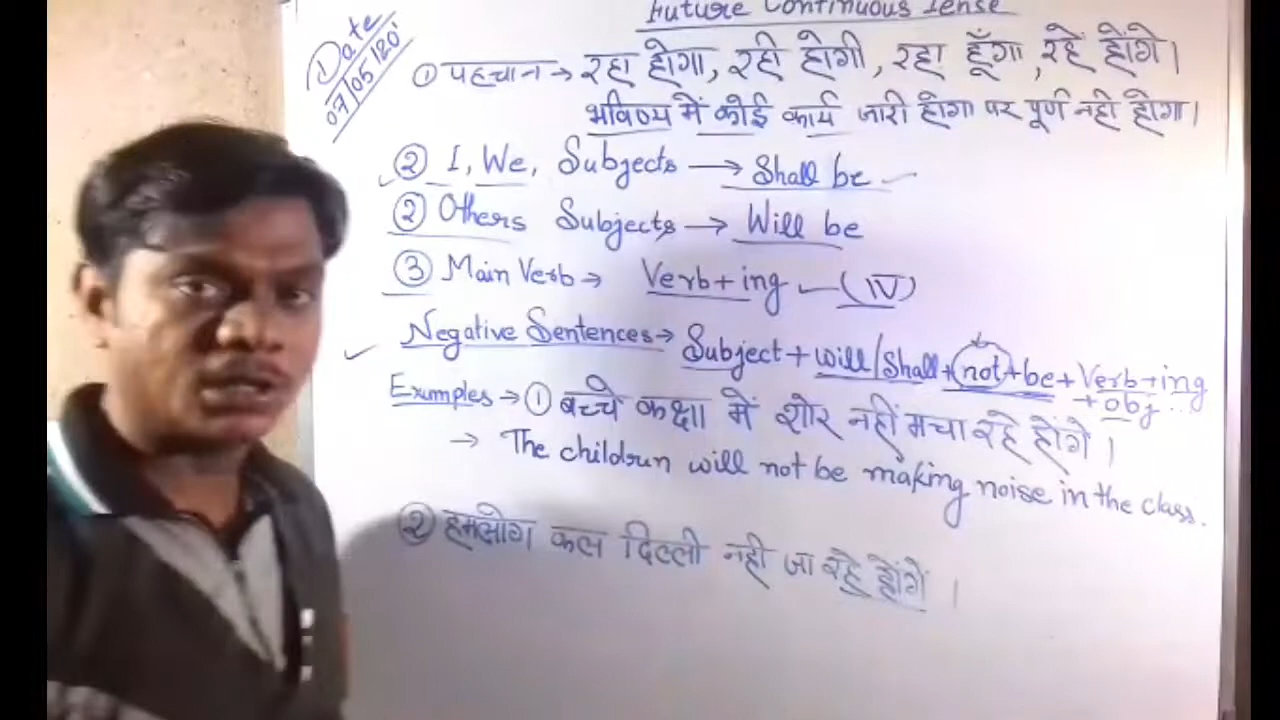 Future Continuous Tense
Date
07/05/20
① पहचान → रहा होगा, रही होगी, रहा हूँगा, रहे होंगे।
भविष्य में कोई कार्य जारी होगा पर पूर्ण नही होगा।
② I, We, Subjects → Shall be
② Others Subjects → Will be
③ Main Verb → Verb + ing (IV)
Negative Sentences → Subject + will/Shall + not + be + Verb + ing
+ obj...
Exmples → ① बच्चे कक्षा में शोर नहीं मचा रहे होंगे।
→ The children will not be making noise in the class.
② हमलोग कल दिल्ली नही जा रहे होंगें।